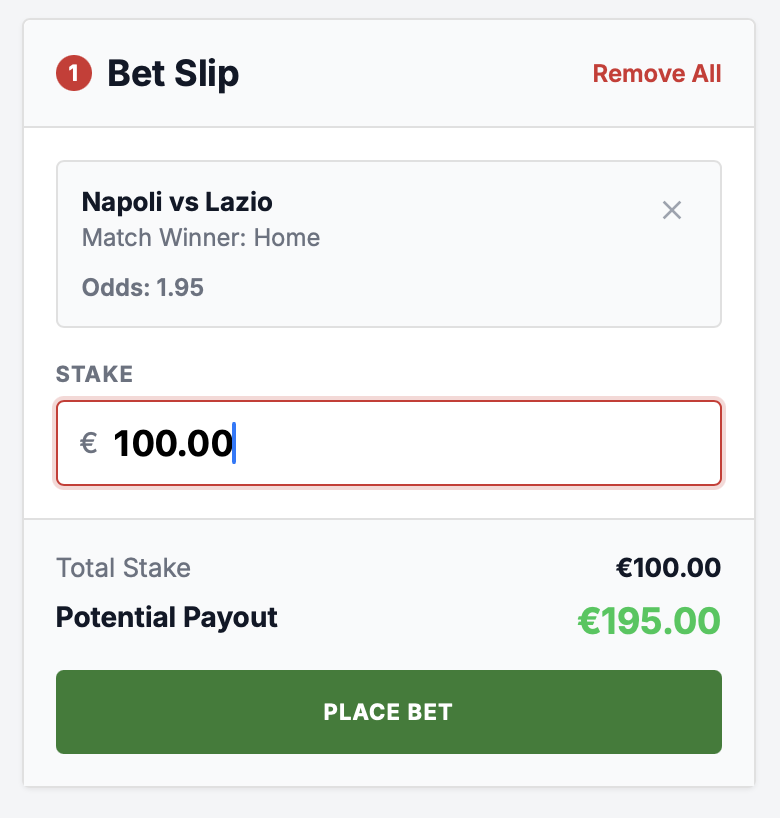 1 Bet Slip Remove All
Napoli vs Lazio
Match Winner: Home
Odds: 1.95
STAKE
€ 100.00
Total Stake €100.00
Potential Payout €195.00
PLACE BET